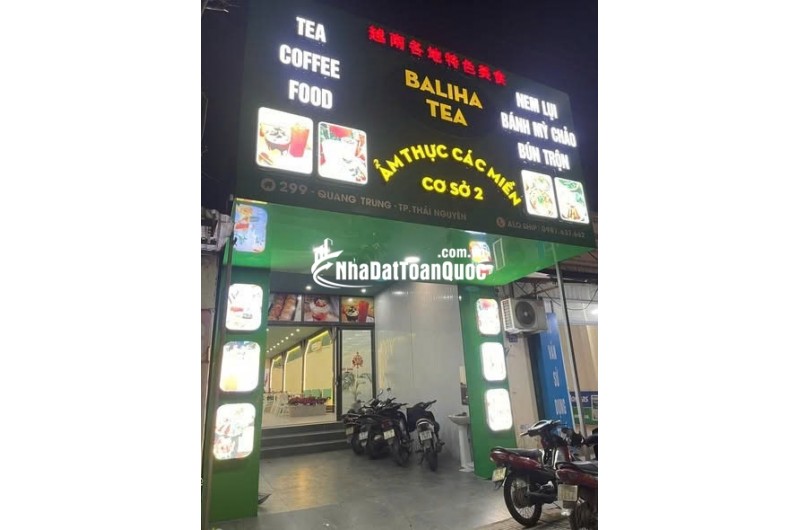 TEA
COFFEE
FOOD
越南各地特色美食
BALIHA
TEA
NEM LỤI
BÁNH MỲ CHẢO
BÚN TRỘN
ẨM THỰC CÁC MIỀN
CƠ SỞ 2
299 - QUANG TRUNG - TP. THÁI NGUYÊN
NhaDatToanQuoc
.com.